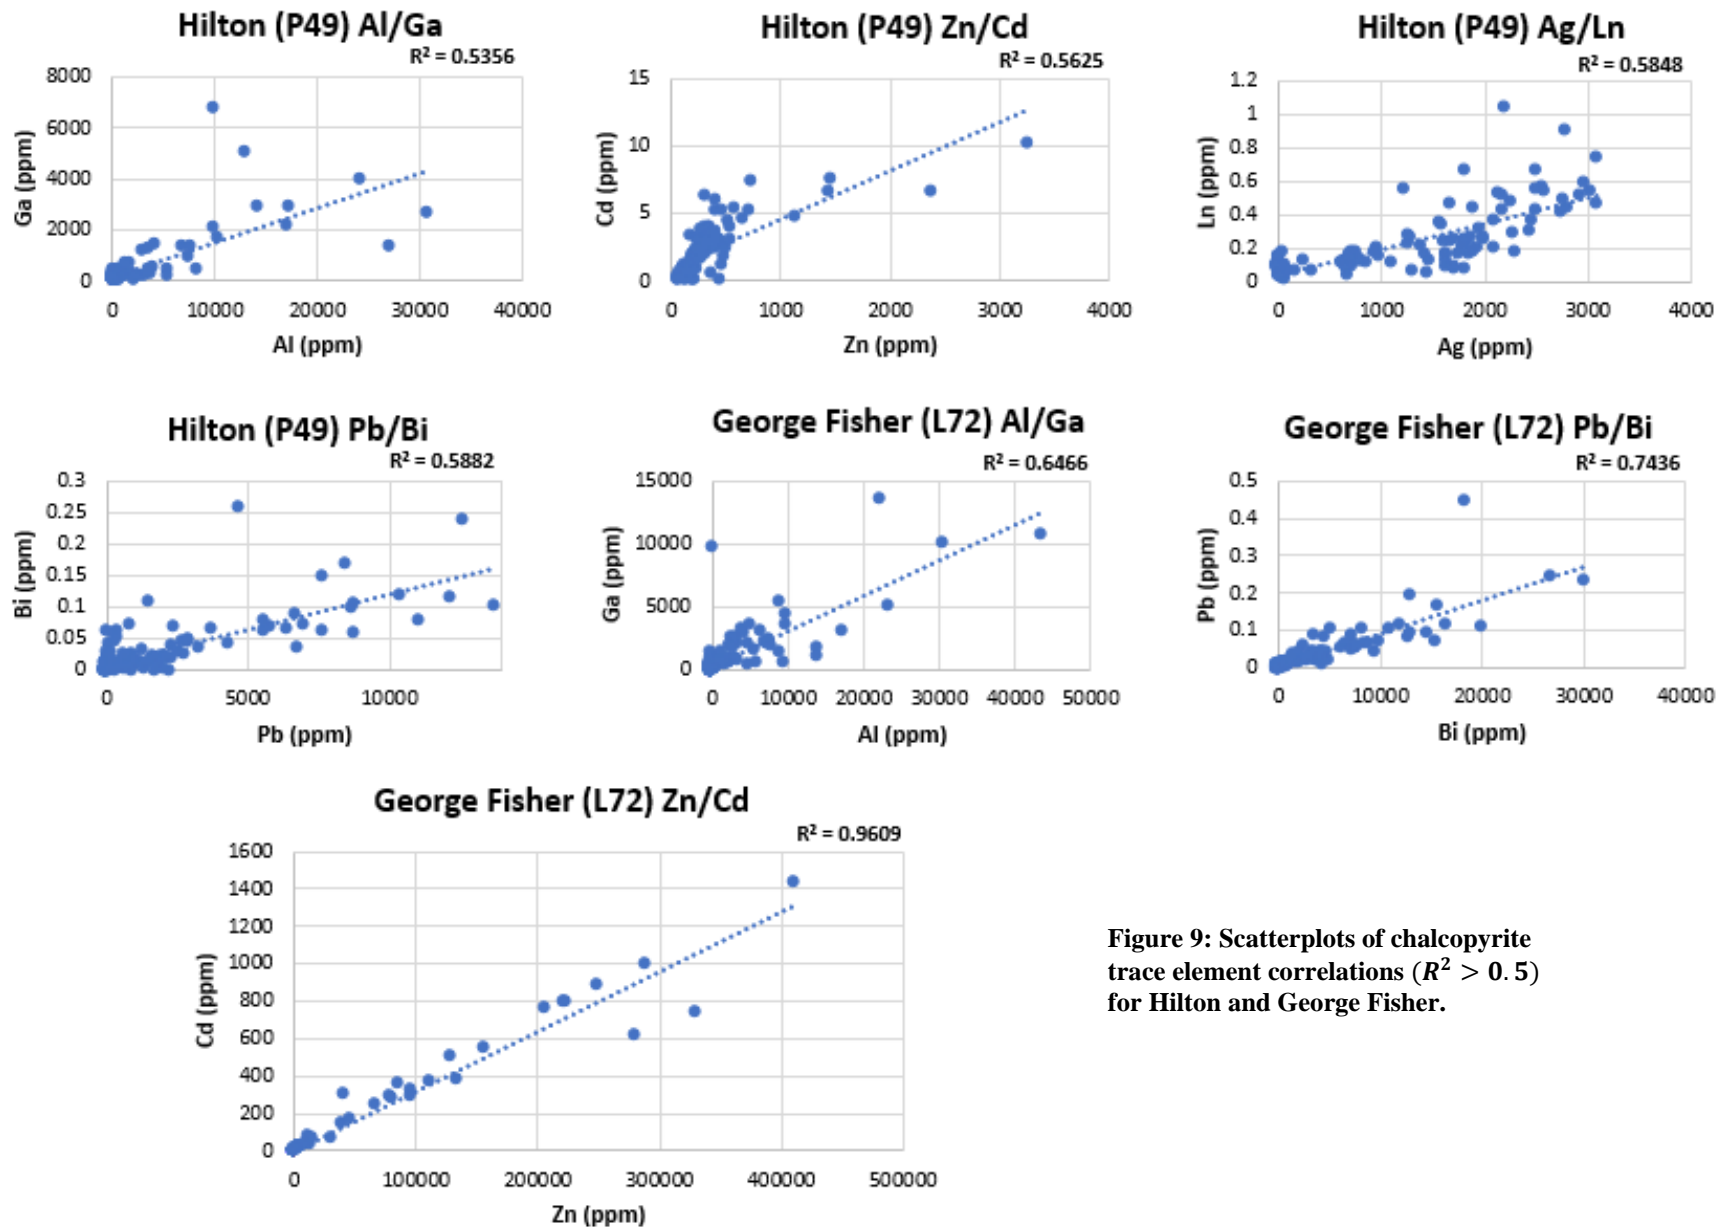 Hilton (P49) Al/Ga
R² = 0.5356
8000
6000
4000
2000
0
Ga (ppm)
0 10000 20000 30000 40000
Al (ppm)
Hilton (P49) Zn/Cd
R² = 0.5625
15
10
5
0
Cd (ppm)
0 1000 2000 3000 4000
Zn (ppm)
Hilton (P49) Ag/Ln
R² = 0.5848
1.2
1
0.8
0.6
0.4
0.2
0
Ln (ppm)
0 1000 2000 3000 4000
Ag (ppm)
Hilton (P49) Pb/Bi
R² = 0.5882
0.3
0.25
0.2
0.15
0.1
0.05
0
Bi (ppm)
0 5000 10000
Pb (ppm)
George Fisher (L72) Al/Ga
R² = 0.6466
15000
10000
5000
0
Ga (ppm)
0 10000 20000 30000 40000 50000
Al (ppm)
George Fisher (L72) Pb/Bi
R² = 0.7436
0.5
0.4
0.3
0.2
0.1
0
Pb (ppm)
0 10000 20000 30000 40000
Bi (ppm)
George Fisher (L72) Zn/Cd
R² = 0.9609
1600
1400
1200
1000
800
600
400
200
0
Cd (ppm)
0 100000 200000 300000 400000 500000
Zn (ppm)
Figure 9: Scatterplots of chalcopyrite
trace element correlations (R² > 0.5)
for Hilton and George Fisher.